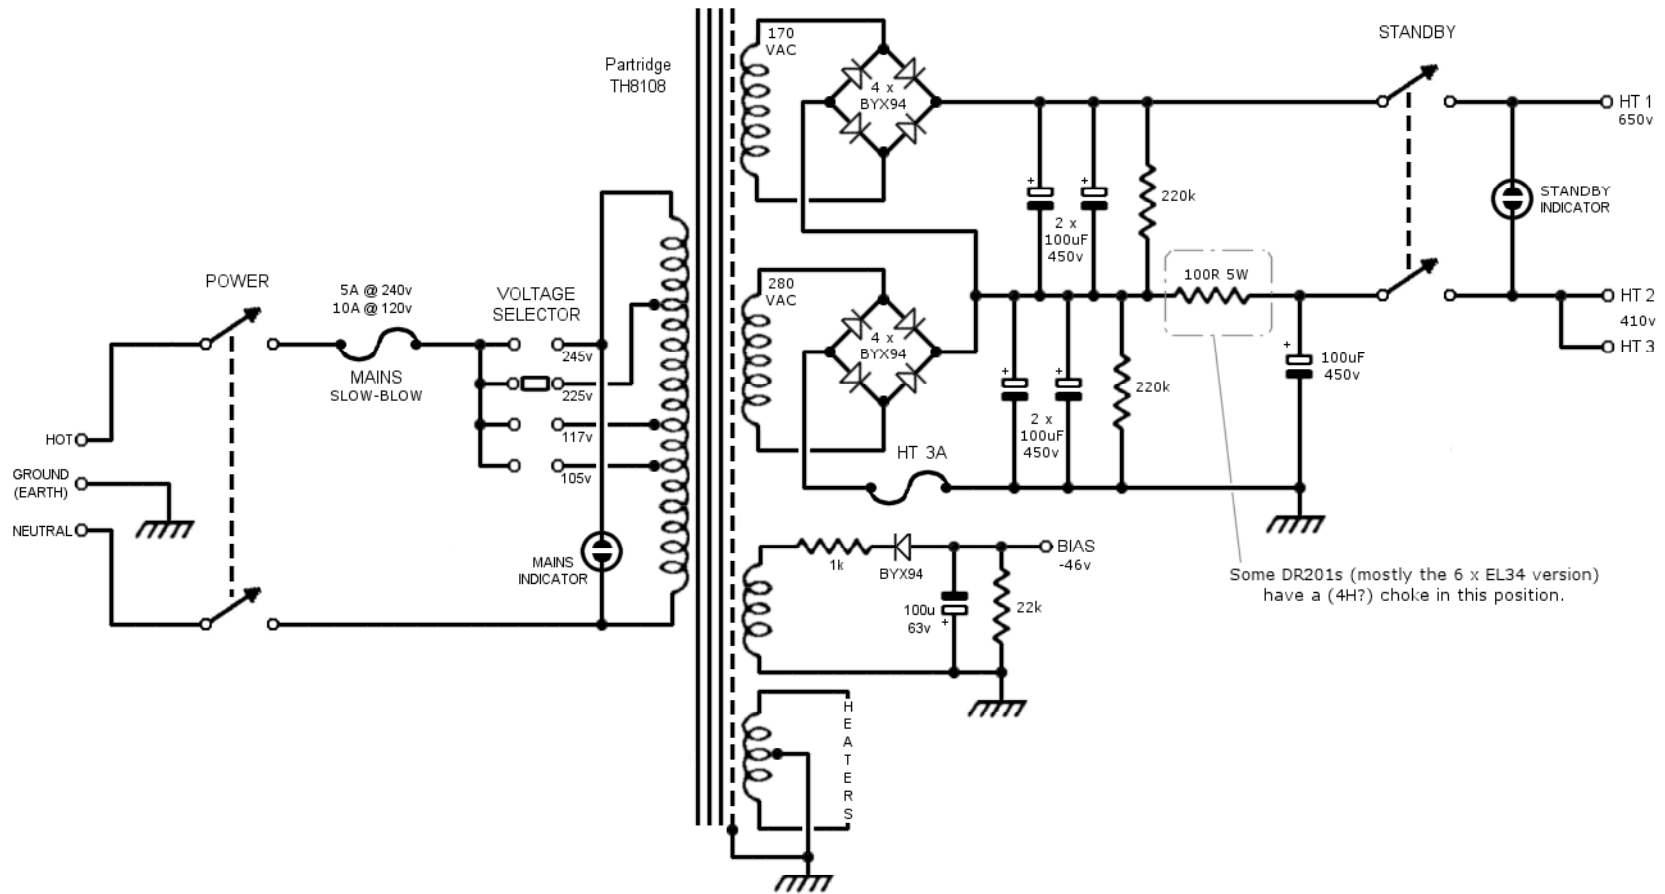 Partridge
TH8108
170
VAC
4 x
BYX94
STANDBY
HT 1
650v
220k
2 x
100uF
450v
STANDBY
INDICATOR
POWER
5A @ 240v
10A @ 120v
VOLTAGE
SELECTOR
MAINS
SLOW-BLOW
245v
225v
117v
105v
HOT
GROUND
(EARTH)
NEUTRAL
MAINS
INDICATOR
280
VAC
4 x
BYX94
100R 5W
HT 2
410v
HT 3
100uF
450v
220k
2 x
100uF
450v
HT 3A
1k
BYX94
BIAS
-46v
100u
63v
22k
Some DR201s (mostly the 6 x EL34 version)
have a (4H?) choke in this position.
HEATERS
+
+
+
+
+
+